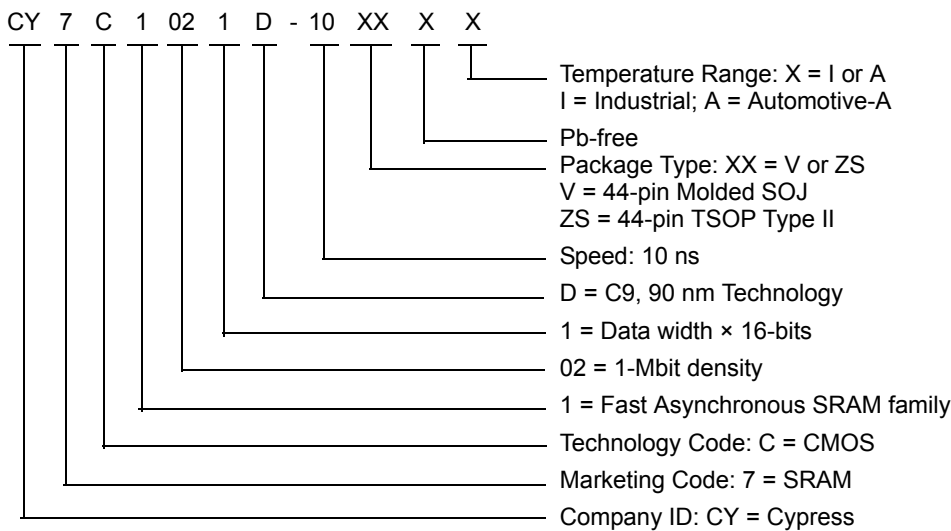 CY 7 C 1 02 1 D - 10 XX X X
Temperature Range: X = I or A
I = Industrial; A = Automotive-A
Pb-free
Package Type: XX = V or ZS
V = 44-pin Molded SOJ
ZS = 44-pin TSOP Type II
Speed: 10 ns
D = C9, 90 nm Technology
1 = Data width × 16-bits
02 = 1-Mbit density
1 = Fast Asynchronous SRAM family
Technology Code: C = CMOS
Marketing Code: 7 = SRAM
Company ID: CY = Cypress